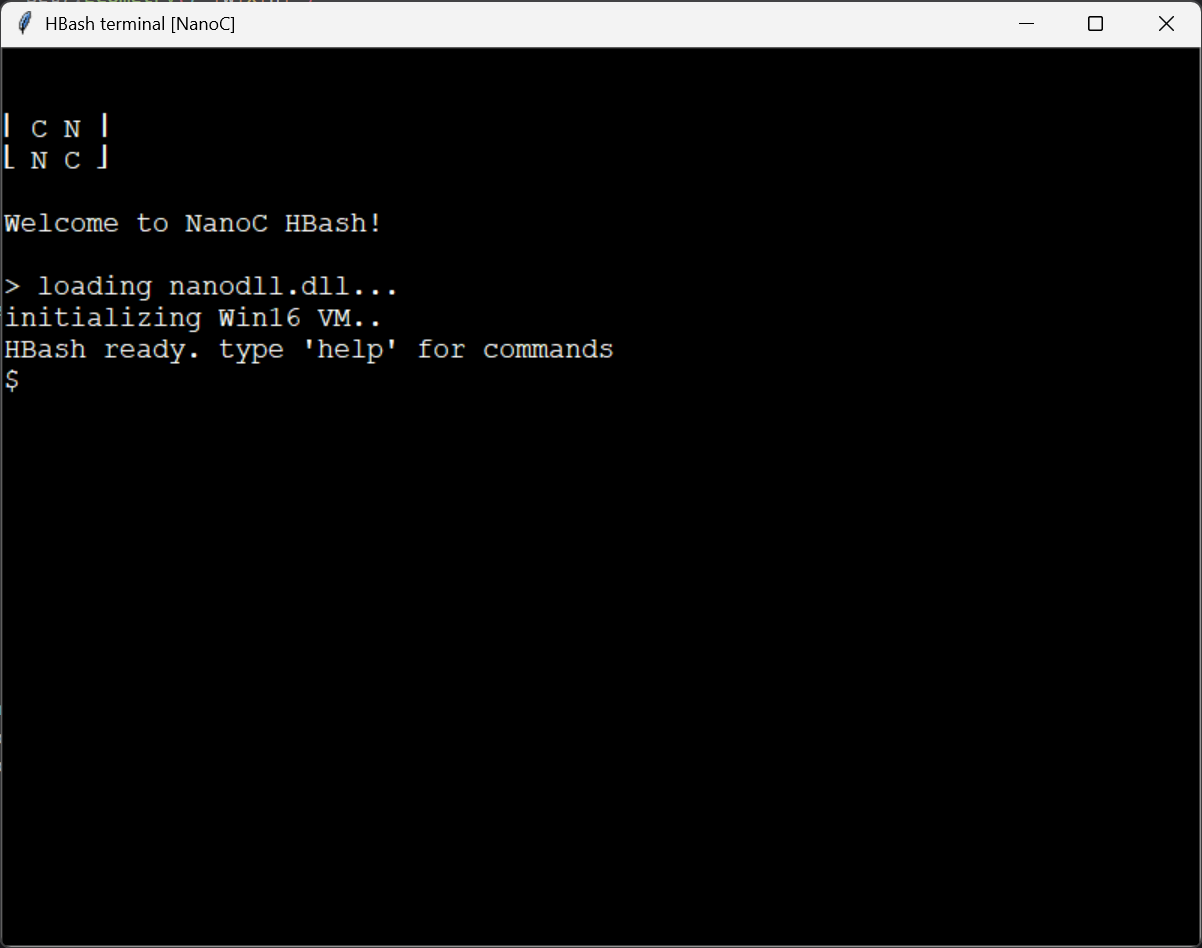 HBash terminal [NanoC]
| C N |
⌊ N C ⌋
Welcome to NanoC HBash!
> loading nanodll.dll...
initializing Win16 VM..
HBash ready. type 'help' for commands
$